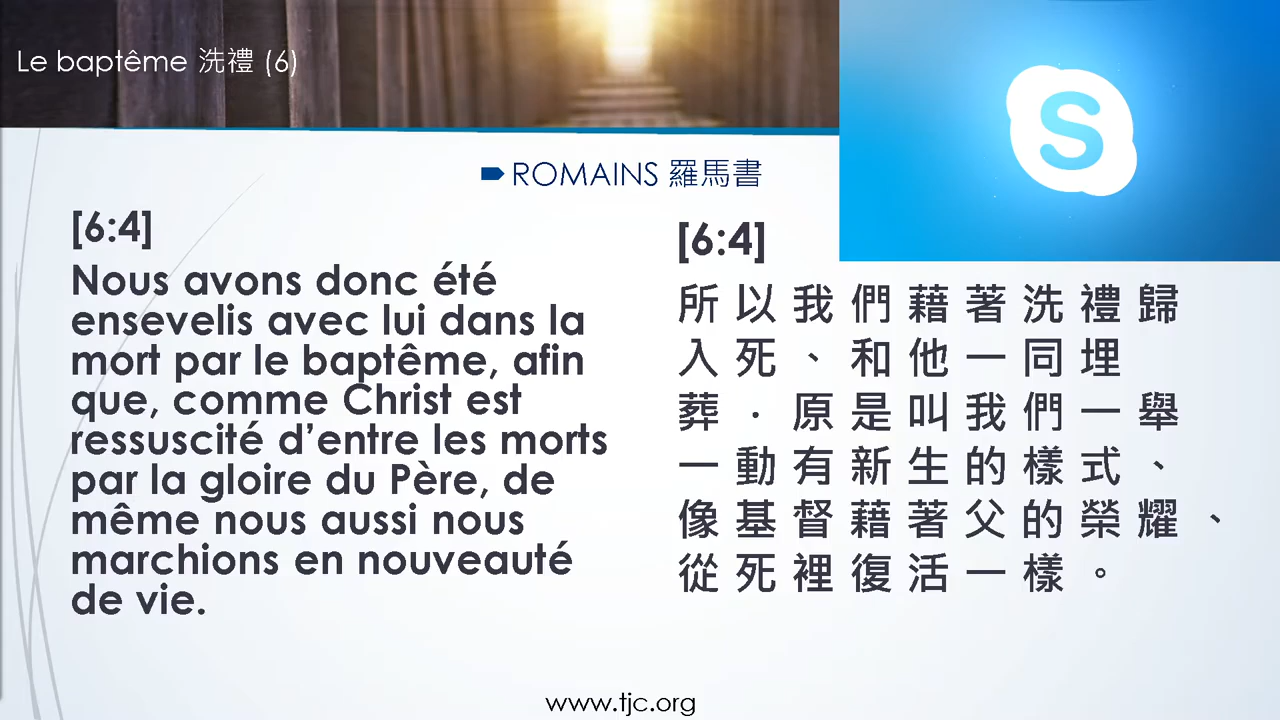 Le baptême 洗禮 (6)
ROMAINS 羅馬書
[6:4]
Nous avons donc été
ensevelis avec lui dans la
mort par le baptême, afin
que, comme Christ est
ressuscité d’entre les morts
par la gloire du Père, de
même nous aussi nous
marchions en nouveauté
de vie.
[6:4]
所以我們藉著洗禮歸
入死、和他一同埋
葬．原是叫我們一舉
一動有新生的樣式、
像基督藉著父的榮耀、
從死裡復活一樣。
S
www.tjc.org